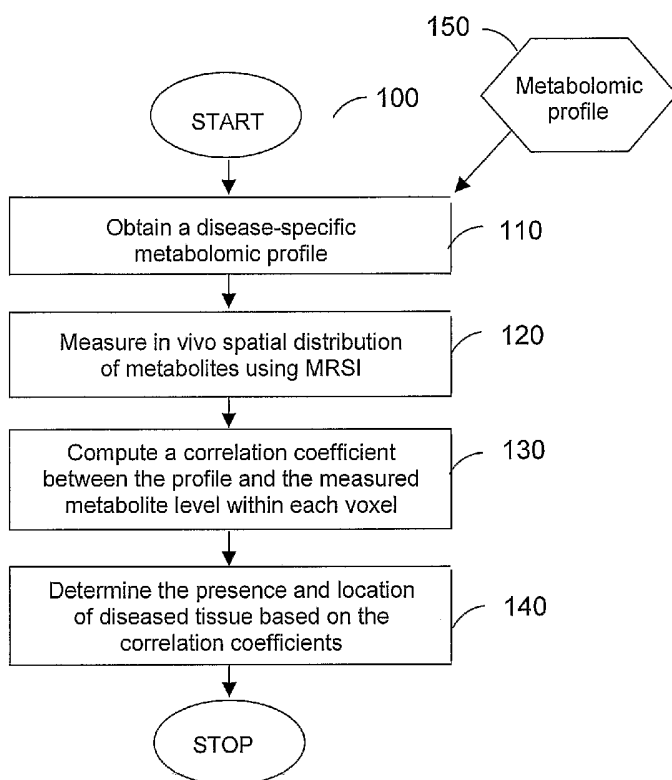 150
Metabolomic
profile
100
START
Obtain a disease-specific
metabolomic profile
110
Measure in vivo spatial distribution
of metabolites using MRSI
120
Compute a correlation coefficient
between the profile and the measured
metabolite level within each voxel
130
Determine the presence and location
of diseased tissue based on the
correlation coefficients
140
STOP